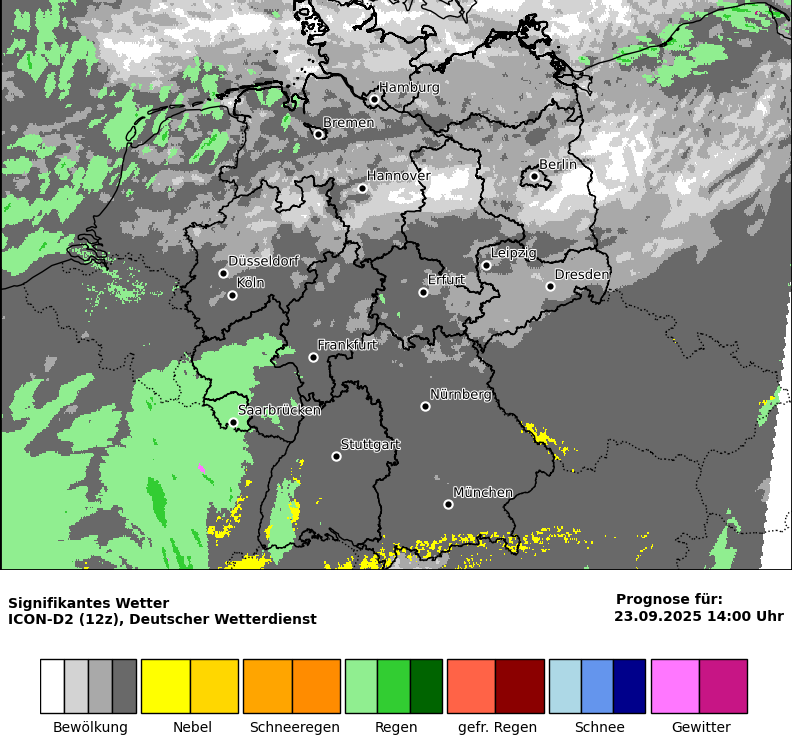 Hamburg
Bremen
Berlin
Hannover
Leipzig
Düsseldorf
Dresden
Köln
Erfurt
Frankfurt
Nürnberg
Saarbrücken
Stuttgart
München
Signifikantes Wetter
ICON-D2 (12z), Deutscher Wetterdienst
Prognose für:
23.09.2025 14:00 Uhr
Bewölkung
Nebel
Schneeregen
Regen
gefr. Regen
Schnee
Gewitter